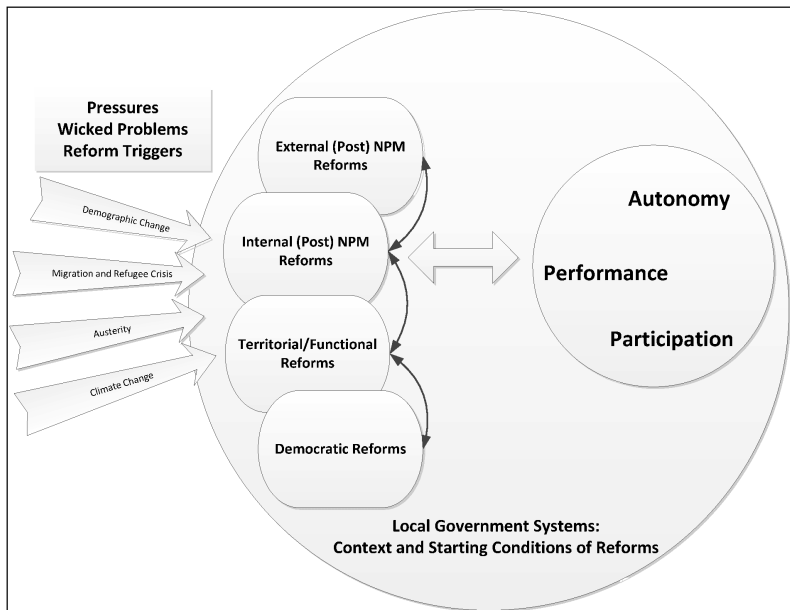 Pressures
Wicked Problems
Reform Triggers
Demographic Change
Migration and Refugee Crisis
Austerity
Climate Change
External (Post) NPM
Reforms
Internal (Post) NPM
Reforms
Territorial/Functional
Reforms
Democratic Reforms
Autonomy
Performance
Participation
Local Government Systems:
Context and Starting Conditions of Reforms